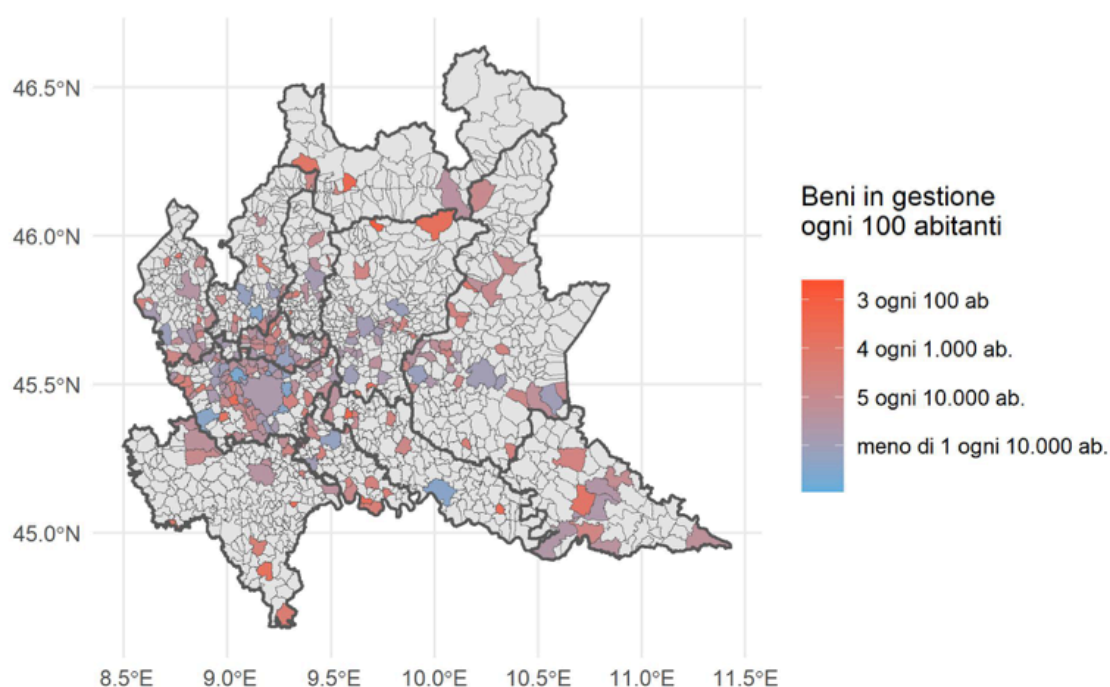 46.5°N
46.0°N
45.5°N
45.0°N
8.5°E 9.0°E 9.5°E 10.0°E 10.5°E 11.0°E 11.5°E
Beni in gestione
ogni 100 abitanti
3 ogni 100 ab
4 ogni 1.000 ab.
5 ogni 10.000 ab.
meno di 1 ogni 10.000 ab.